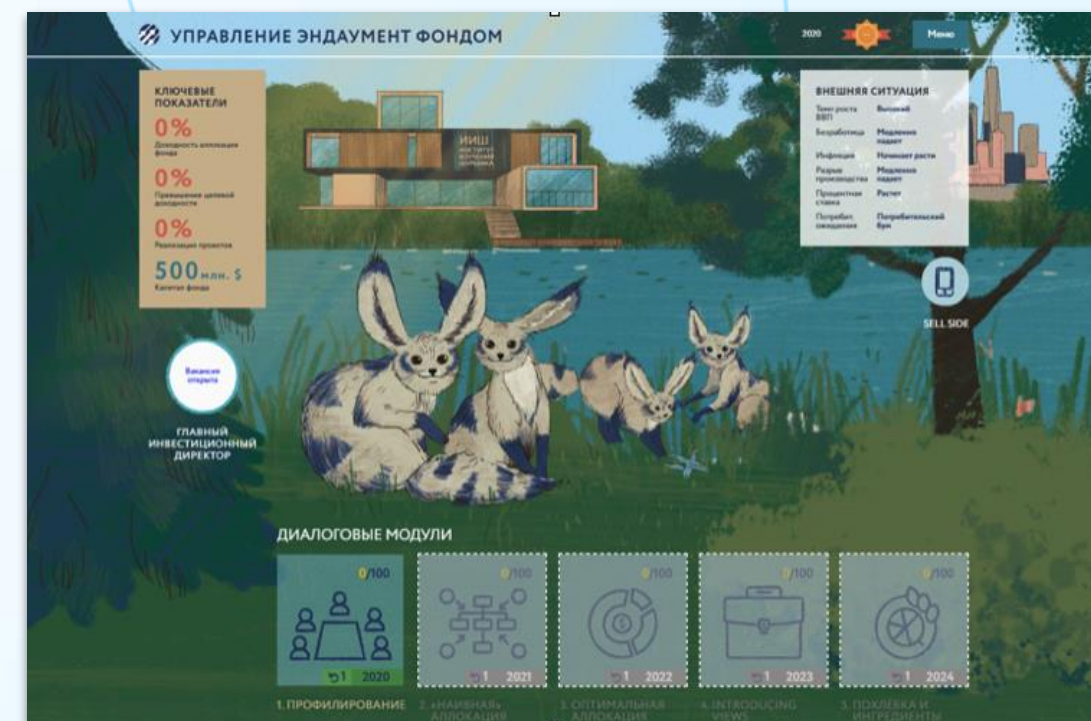 УПРАВЛЕНИЕ ЭНДАУМЕНТ ФОНДОМ
2020
Меню
КЛЮЧЕВЫЕ
ПОКАЗАТЕЛИ
0%
Доходность аллокации
фонда
0%
Превышение целевой
доходности
0%
Реализация проектов
500 млн. $
Капитал фонда
ВНЕШНЯЯ СИТУАЦИЯ
Темп роста Высокий
ВВП
Безработица Медленно
падает
Инфляция Начинает расти
Разрыв Медленно
производства падает
Процентная Растет
ставка
Потребит. Потребительский
ожидания бум
SELL SIDE
Вакансия
открыта
ГЛАВНЫЙ
ИНВЕСТИЦИОННЫЙ
ДИРЕКТОР
ДИАЛОГОВЫЕ МОДУЛИ
0/100 0/100 0/100 0/100 0/100
1 2020 1 2021 1 2022 1 2023 1 2024
1. ПРОФИЛИРОВАНИЕ 2. «НАИВНАЯ» 3. ОПТИМАЛЬНАЯ 4. INTRODUCING 5. ПОХЛЕБКА И
АЛЛОКАЦИЯ АЛЛОКАЦИЯ VIEWS ИНГРЕДИЕНТЫ